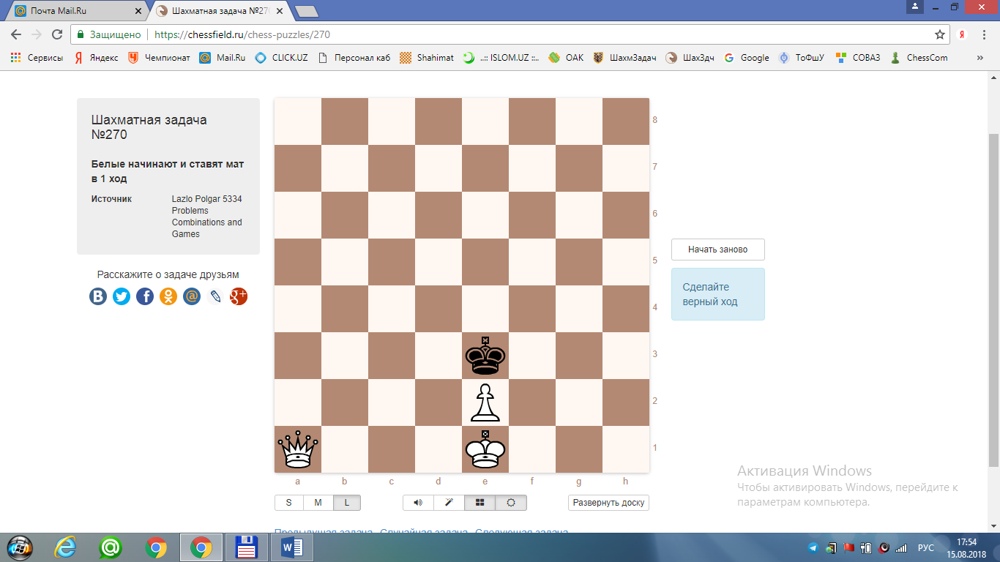 Почта Mail.Ru
Шахматная задача №270
Защищено
https://chessfield.ru/chess-puzzles/270
Сервисы Яндекс Чемпионат Mail.Ru CLICK.UZ Персонал каб Shahimat ..:: ISLOM.UZ ::.. ОАК ШахмЗадач ШахЗдч Google ТоФшУ СОВАЗ ChessCom »
Шахматная задача
№270
Белые начинают и ставят мат
в 1 ход
Источник Lazlo Polgar 5334
Problems
Combinations and
Games
Расскажите о задаче друзьям
8
7
6
5
4
3
2
1
a b c d e f g h
Начать заново
Сделайте
верный ход
S M L
Развернуть доску
Предыдущая задача Случайная задача Следующая задача
Активация Windows
Чтобы активировать Windows, перейдите к
параметрам компьютера.
РУС
17:54
15.08.2018